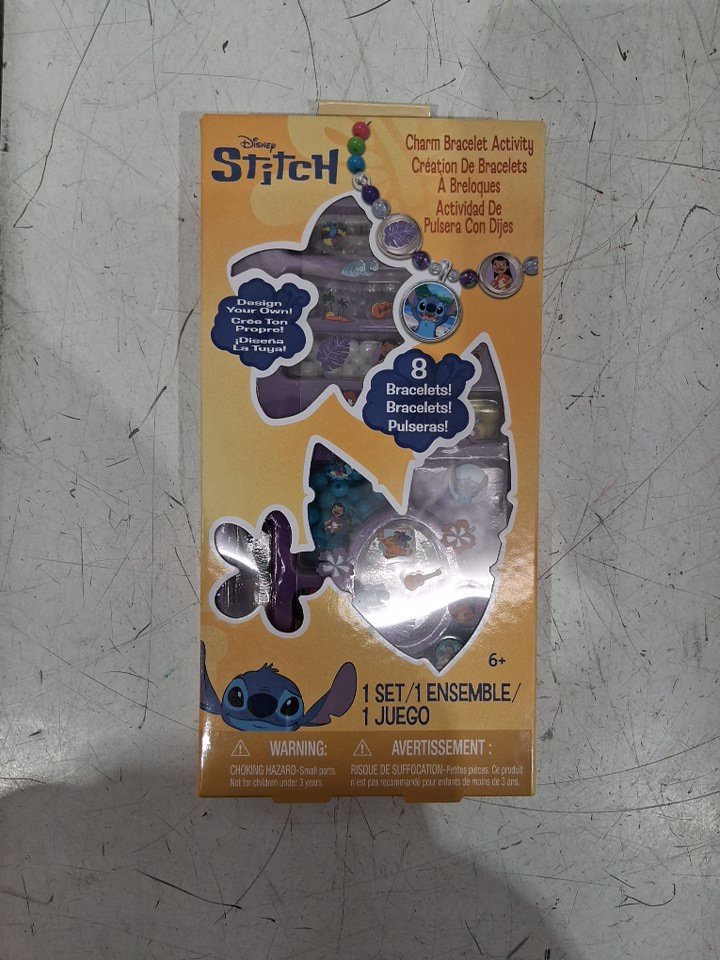 Disney
Stitch
Charm Bracelet Activity
Création De Bracelets
À Breloques
Actividad De
Pulsera Con Dijes
Design
Your Own!
Crée Ton
Propre!
¡Diseña
La Tuya!
8
Bracelets!
Bracelets!
Pulseras!
6+
1 SET/1 ENSEMBLE/
1 JUEGO
WARNING:
CHOKING HAZARD-Small parts.
Not for children under 3 years.
AVERTISSEMENT :
RISQUE DE SUFFOCATION-Petites pièces. Ce produit
n'est pas recommandé pour enfants de moins de 3 ans.